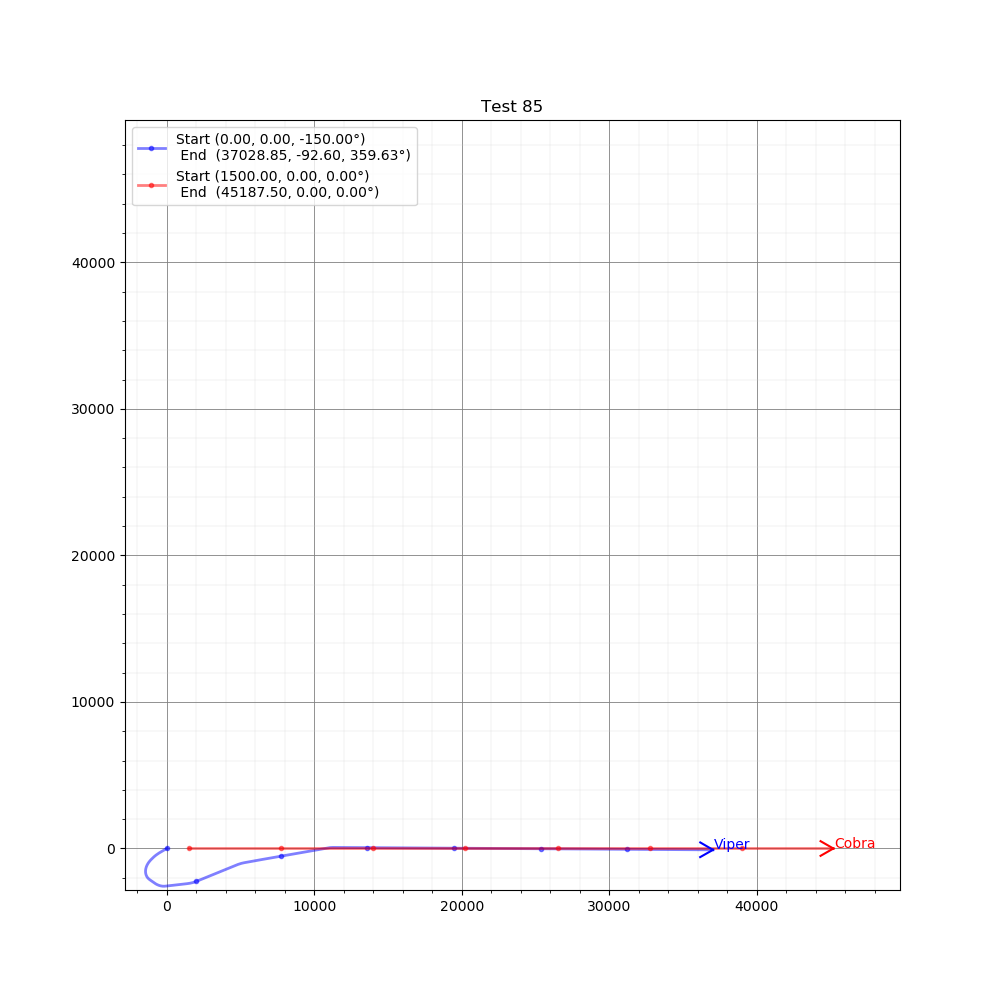 Test 85
Start (0.00, 0.00, -150.00°)
End (37028.85, -92.60, 359.63°)
Start (1500.00, 0.00, 0.00°)
End (45187.50, 0.00, 0.00°)
40000
30000
20000
10000
0
Viper
Cobra
0
10000
20000
30000
40000